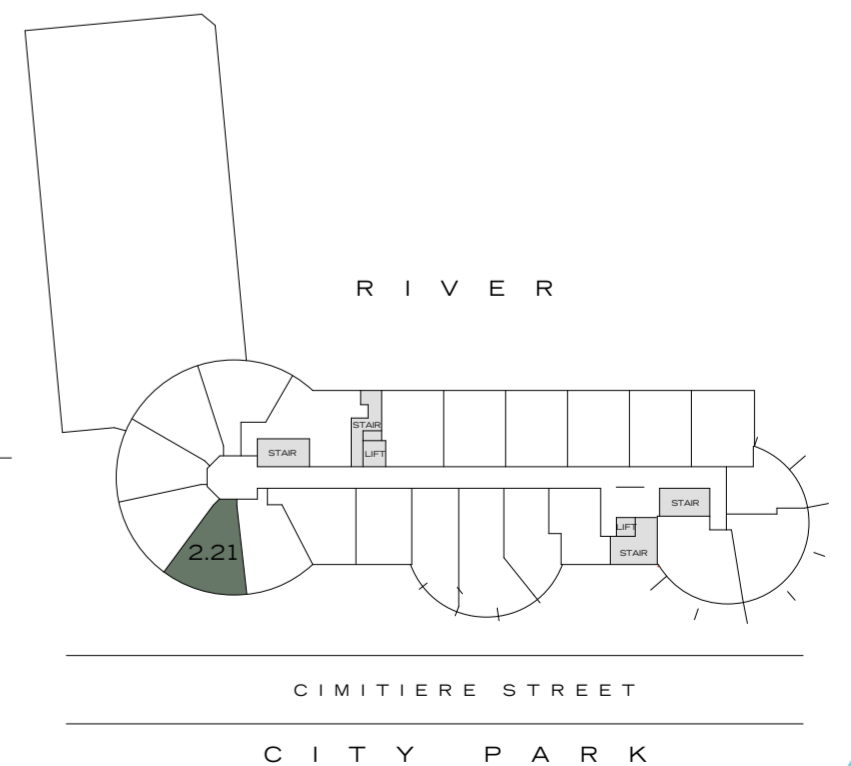 RIVER
STAIR
LIFT
STAIR
STAIR
LIFT
STAIR
2.21
CIMITIERE STREET
CITY PARK